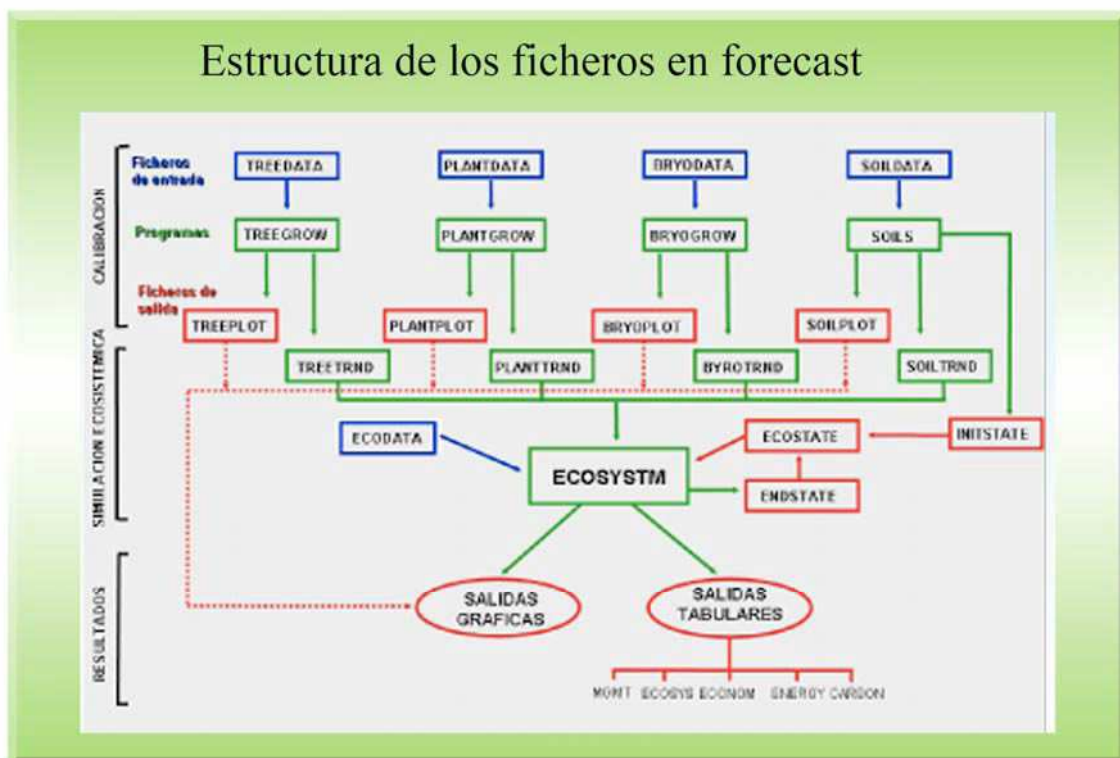 Estructura de los ficheros en forecast
CALIBRACION
Ficheros
de entrada
TREEDATA
PLANTDATA
BRYODATA
SOILDATA
Programas
TREEGROW
PLANTGROW
BRYOGROW
SOILS
Ficheros de
salida
TREEPLOT
PLANTPLOT
BRYOPLOT
SOILPLOT
SIMULACION ECOSISTEMICA
TREETRND
PLANTTRND
BYROTRND
SOILTRND
ECODATA
ECOSTATE
INITSTATE
ECOSYSTM
ENDSTATE
RESULTADOS
SALIDAS
GRAFICAS
SALIDAS
TABULARES
MGMT ECOSYS ECONOM ENERGY CARBON